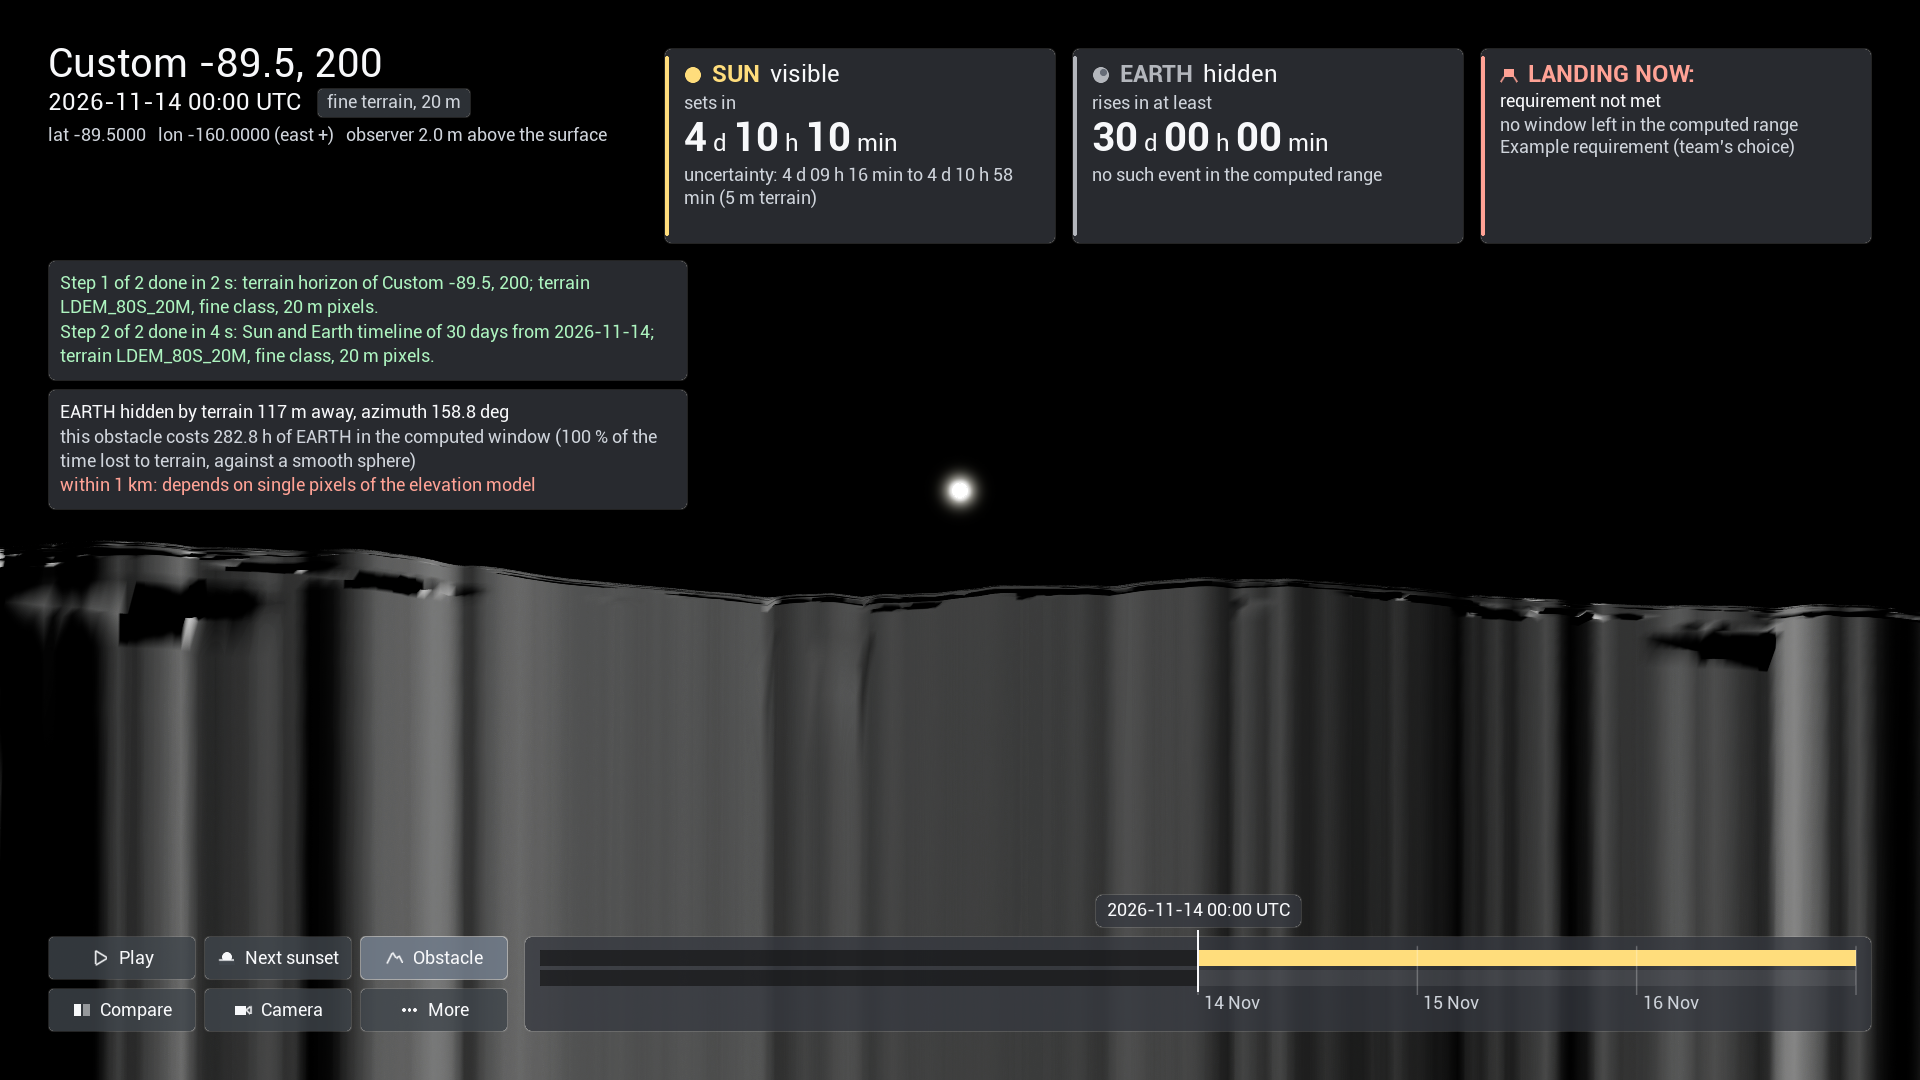 Custom -89.5, 200
2026-11-14 00:00 UTC fine terrain, 20 m
lat -89.5000 lon -160.0000 (east +) observer 2.0 m above the surface
SUN visible
sets in
4 d 10 h 10 min
uncertainty: 4 d 09 h 16 min to 4 d 10 h 58
min (5 m terrain)
EARTH hidden
rises in at least
30 d 00 h 00 min
no such event in the computed range
LANDING NOW:
requirement not met
no window left in the computed range
Example requirement (team's choice)
Step 1 of 2 done in 2 s: terrain horizon of Custom -89.5, 200; terrain
LDEM_80S_20M, fine class, 20 m pixels.
Step 2 of 2 done in 4 s: Sun and Earth timeline of 30 days from 2026-11-14;
terrain LDEM_80S_20M, fine class, 20 m pixels.
EARTH hidden by terrain 117 m away, azimuth 158.8 deg
this obstacle costs 282.8 h of EARTH in the computed window (100 % of the
time lost to terrain, against a smooth sphere)
within 1 km: depends on single pixels of the elevation model
2026-11-14 00:00 UTC
Play Next sunset Obstacle
Compare Camera More
14 Nov 15 Nov 16 Nov